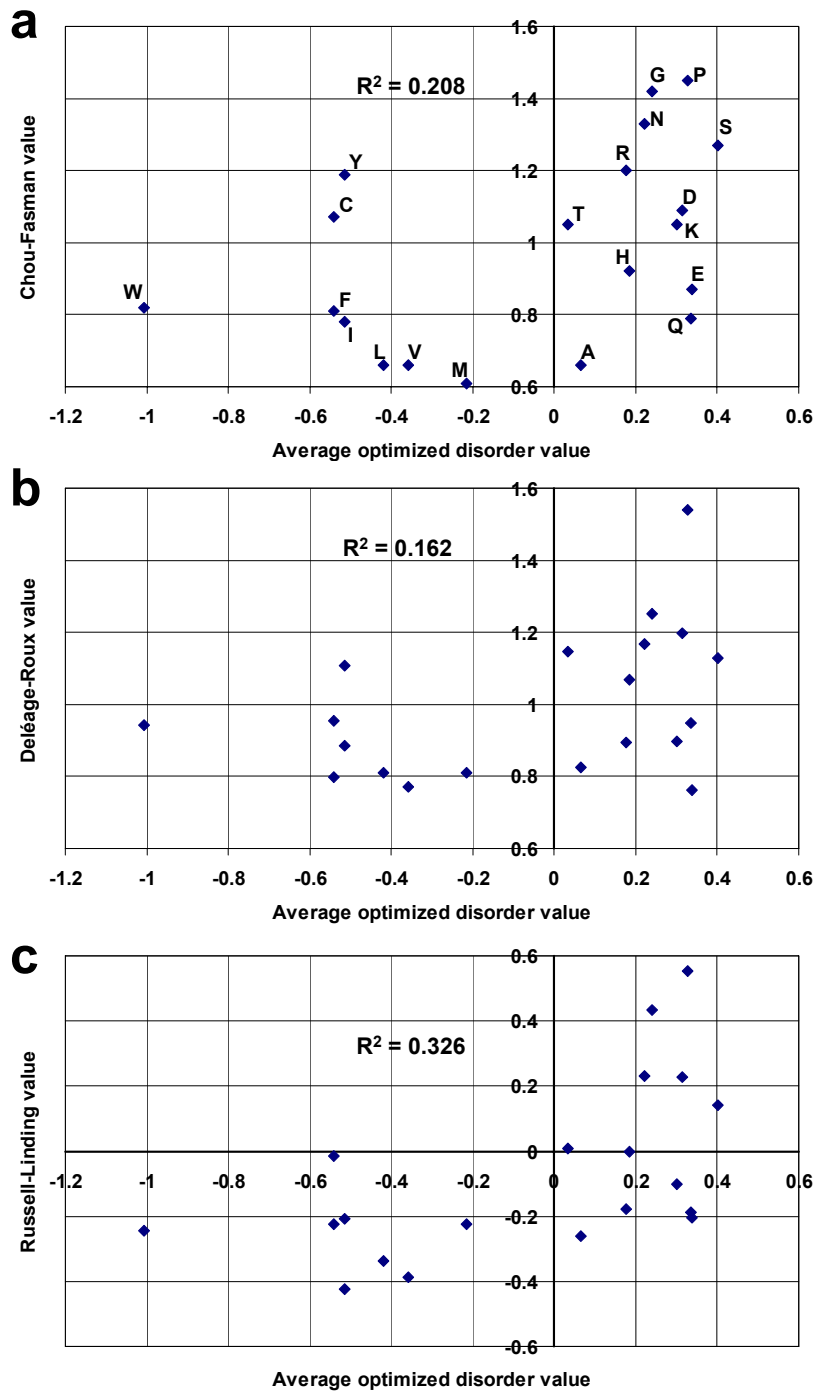 a
1.6
R² = 0.208
G P
1.4
N
S
Y
R
1.2
C
T
D
K
1
Chou-Fasman value
H
E
W
F
I
0.8
Q
L V
A
M
0.6
-1.2 -1 -0.8 -0.6 -0.4 -0.2 0 0.2 0.4 0.6
Average optimized disorder value
b
1.6
R² = 0.162
1.4
1.2
1
Deléage-Roux value
0.8
0.6
-1.2 -1 -0.8 -0.6 -0.4 -0.2 0 0.2 0.4 0.6
Average optimized disorder value
c
0.6
0.4
R² = 0.326
0.2
0
Russell-Linding value
-1.2 -1 -0.8 -0.6 -0.4 -0.2 0 0.2 0.4 0.6
-0.2
-0.4
-0.6
Average optimized disorder value